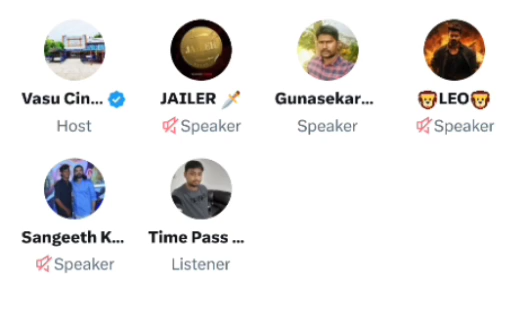 Vasu Cin... JAILER 🗡️ Gunasekar... 🦁LEO🦁
Host Speaker Speaker Speaker
Sangeeth K... Time Pass ...
Speaker Listener